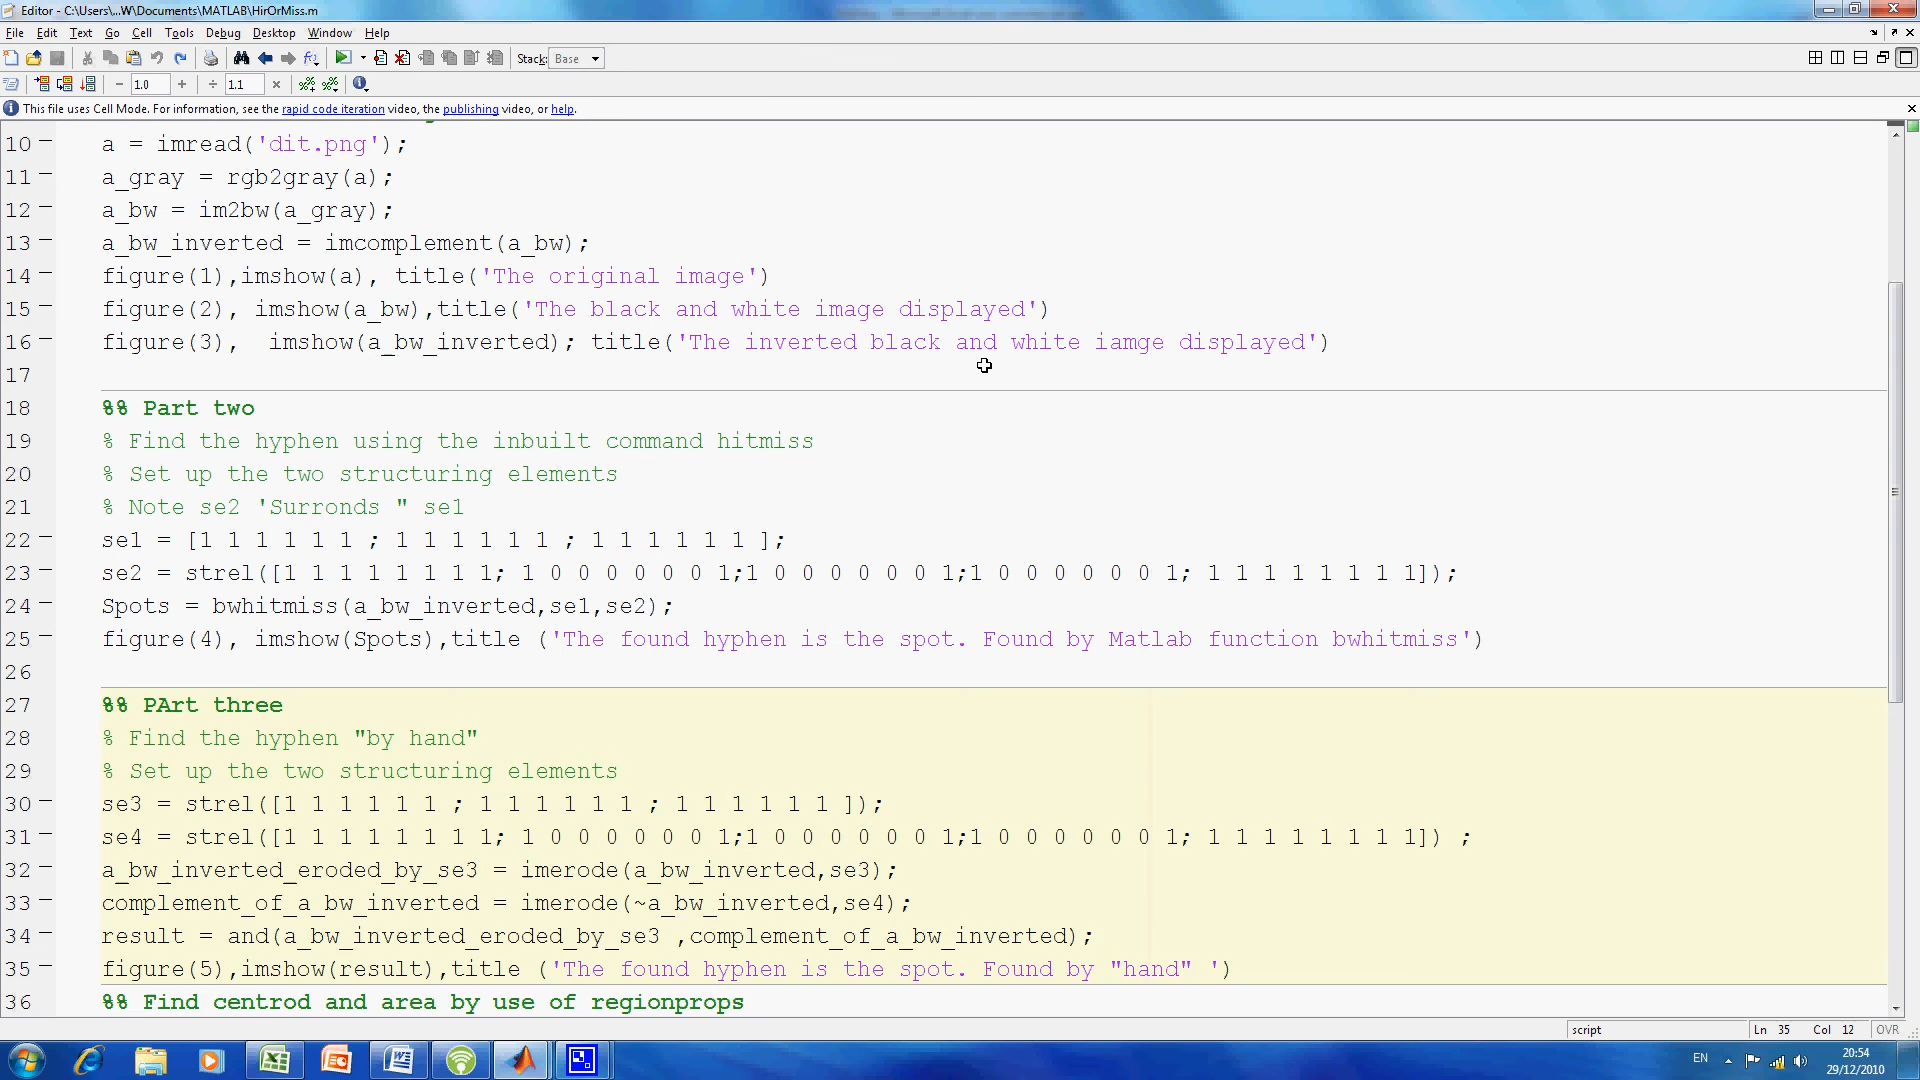 Editor - C:\Users\...W\Documents\MATLAB\HirOrMiss.m
File Edit Text Go Cell Tools Debug Desktop Window Help
Stack: Base
1.0 1.1
This file uses Cell Mode. For information, see the rapid code iteration video, the publishing video, or help.
10 a = imread('dit.png');
11 a_gray = rgb2gray(a);
12 a_bw = im2bw(a_gray);
13 a_bw_inverted = imcomplement(a_bw);
14 figure(1),imshow(a), title('The original image')
15 figure(2), imshow(a_bw),title('The black and white image displayed')
16 figure(3),  imshow(a_bw_inverted); title('The inverted black and white iamge displayed')
17
18 %% Part two
19 % Find the hyphen using the inbuilt command hitmiss
20 % Set up the two structuring elements
21 % Note se2 'Surronds " se1
22 se1 = [1 1 1 1 1 1 ; 1 1 1 1 1 1 ; 1 1 1 1 1 1 ];
23 se2 = strel([1 1 1 1 1 1 1 1; 1 0 0 0 0 0 0 1;1 0 0 0 0 0 0 1;1 0 0 0 0 0 0 1; 1 1 1 1 1 1 1 1]);
24 Spots = bwhitmiss(a_bw_inverted,se1,se2);
25 figure(4), imshow(Spots),title ('The found hyphen is the spot. Found by Matlab function bwhitmiss')
26
27 %% PArt three
28 % Find the hyphen "by hand"
29 % Set up the two structuring elements
30 se3 = strel([1 1 1 1 1 1 ; 1 1 1 1 1 1 ; 1 1 1 1 1 1 ]);
31 se4 = strel([1 1 1 1 1 1 1 1; 1 0 0 0 0 0 0 1;1 0 0 0 0 0 0 1;1 0 0 0 0 0 0 1; 1 1 1 1 1 1 1 1]) ;
32 a_bw_inverted_eroded_by_se3 = imerode(a_bw_inverted,se3);
33 complement_of_a_bw_inverted = imerode(~a_bw_inverted,se4);
34 result = and(a_bw_inverted_eroded_by_se3 ,complement_of_a_bw_inverted);
35 figure(5),imshow(result),title ('The found hyphen is the spot. Found by "hand" ')
36 %% Find centrod and area by use of regionprops
script Ln 35 Col 12 OVR
EN 20:54
29/12/2010